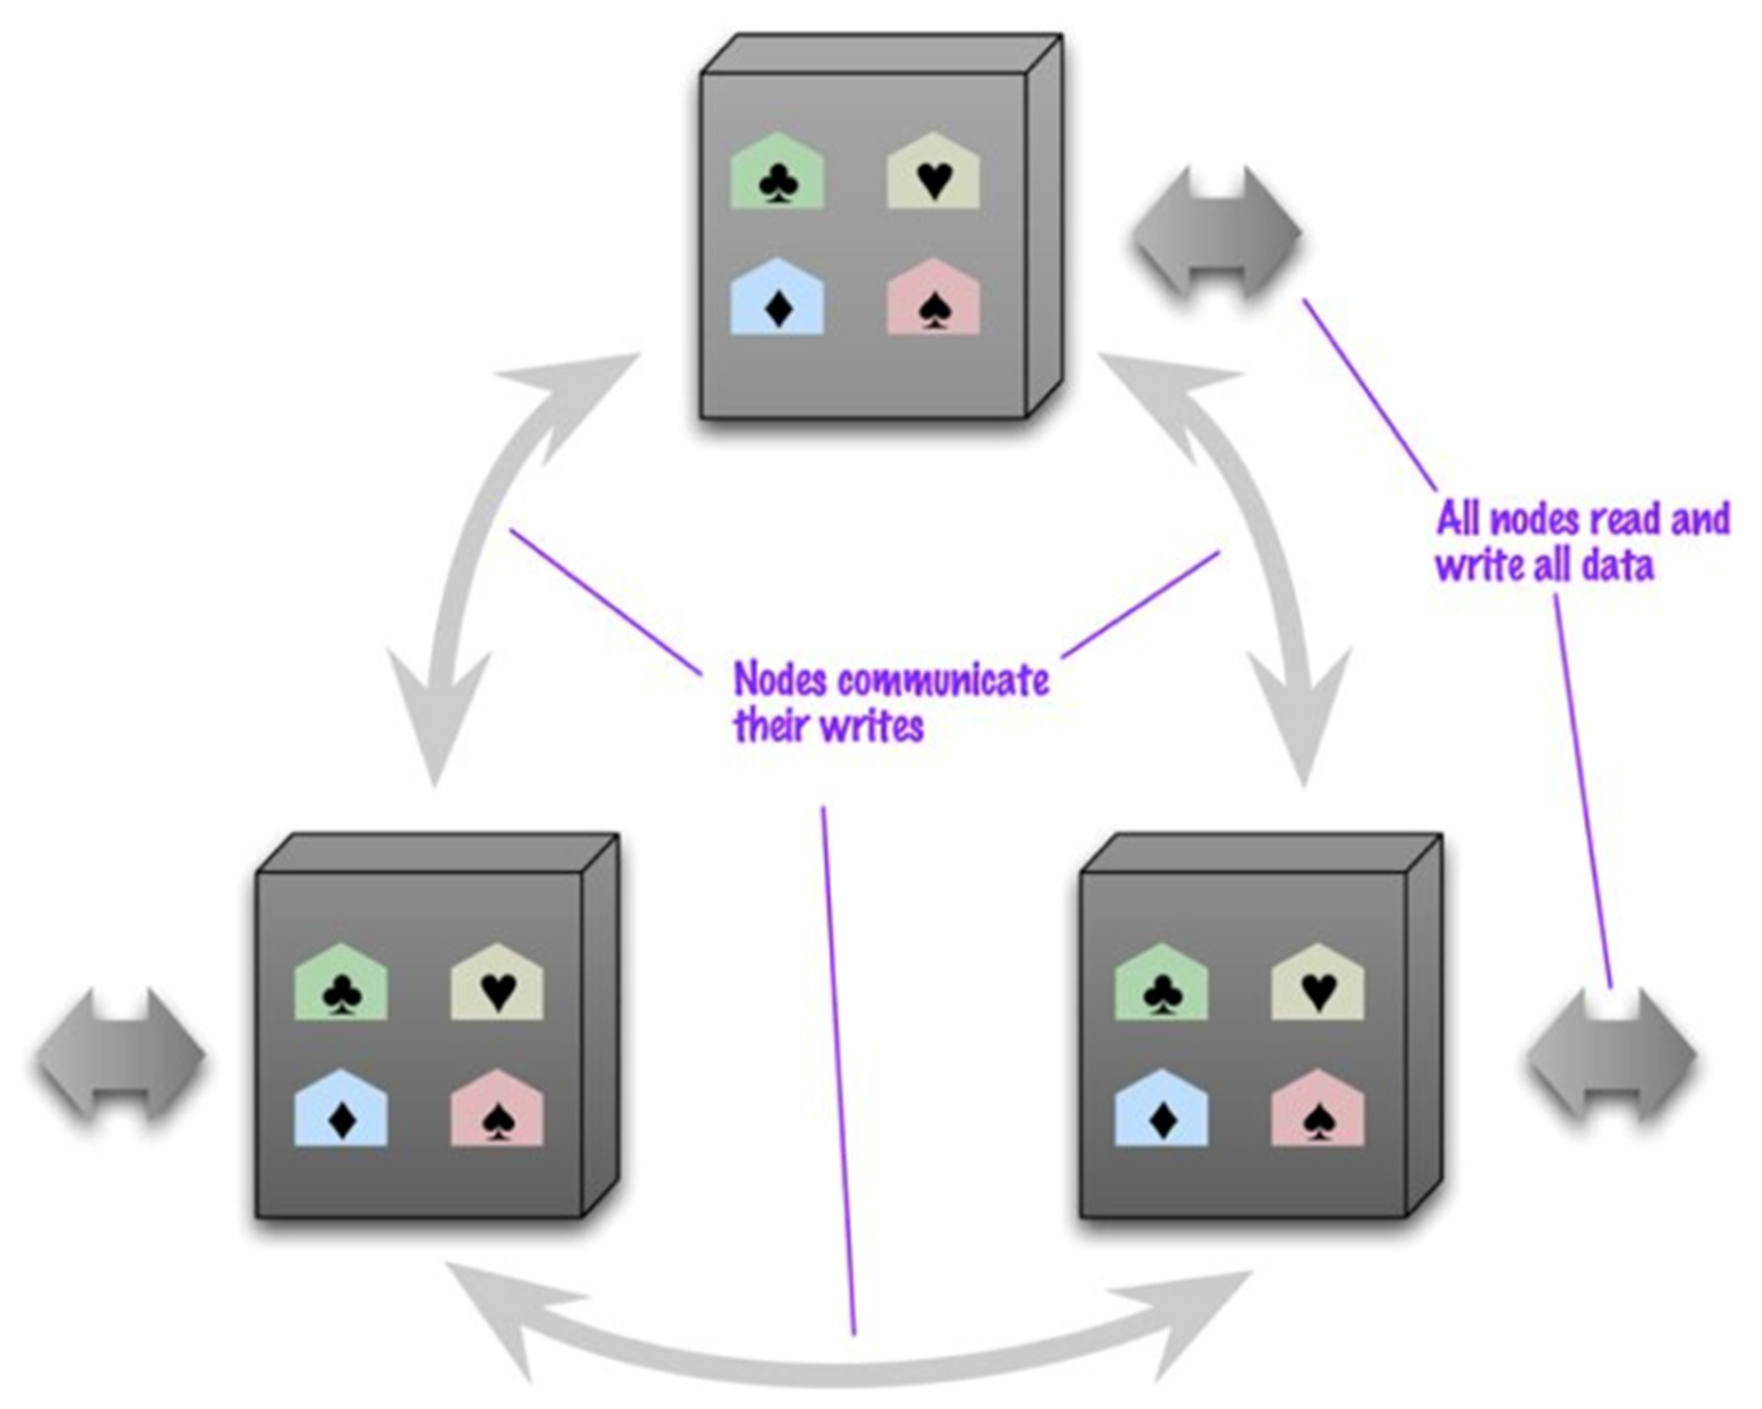 All nodes read and
write all data
Nodes communicate
their writes